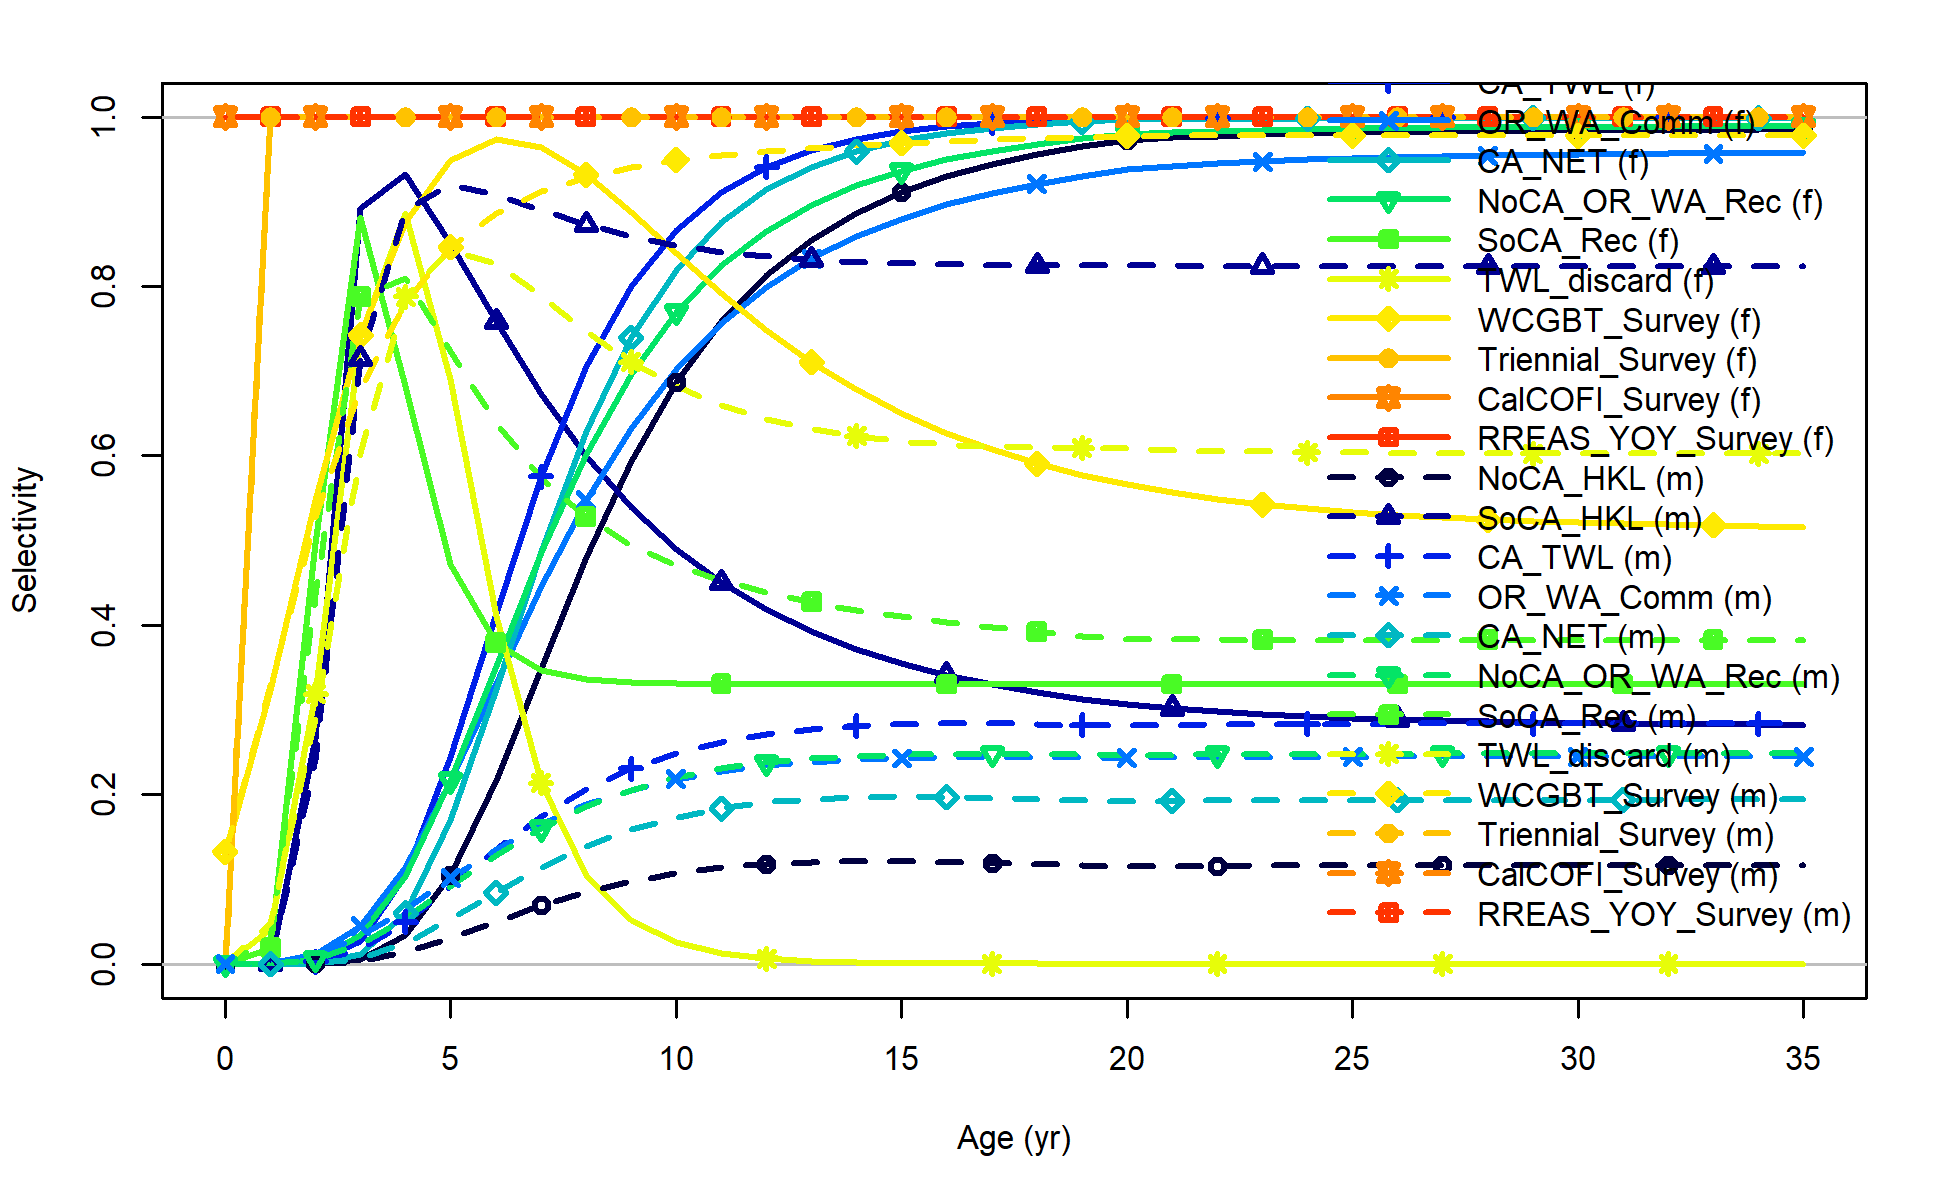 CA_TWL (f)
OR_WA_Comm (f)
CA_NET (f)
NoCA_OR_WA_Rec (f)
SoCA_Rec (f)
TWL_discard (f)
WCGBT_Survey (f)
Triennial_Survey (f)
CalCOFI_Survey (f)
RREAS_YOY_Survey (f)
NoCA_HKL (m)
SoCA_HKL (m)
CA_TWL (m)
OR_WA_Comm (m)
CA_NET (m)
NoCA_OR_WA_Rec (m)
SoCA_Rec (m)
TWL_discard (m)
WCGBT_Survey (m)
Triennial_Survey (m)
CalCOFI_Survey (m)
RREAS_YOY_Survey (m)
1.0
0.8
0.6
0.4
0.2
0.0
Selectivity
0 5 10 15 20 25 30 35
Age (yr)